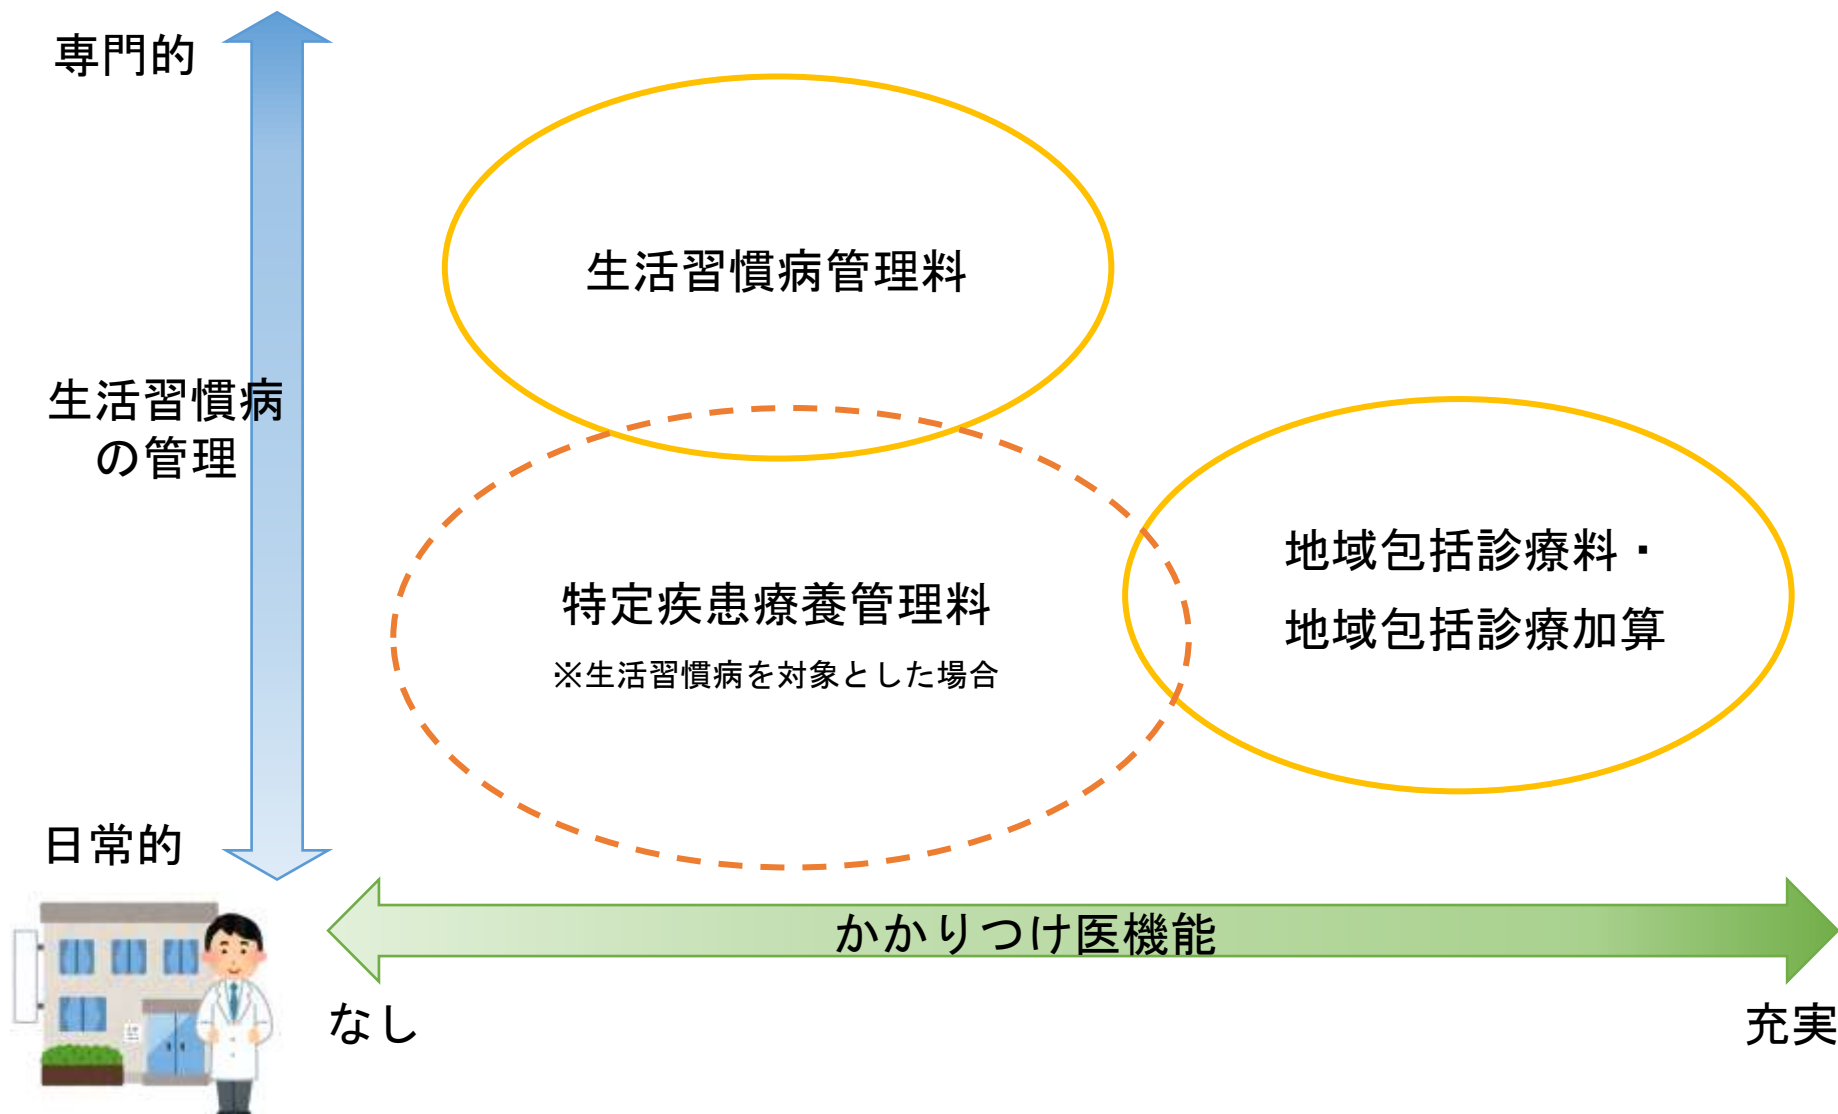 専門的
生活習慣病管理料
生活習慣病
の管理
地域包括診療料・
地域包括診療加算
特定疾患療養管理料
※生活習慣病を対象とした場合
日常的
かかりつけ医機能
なし
充実